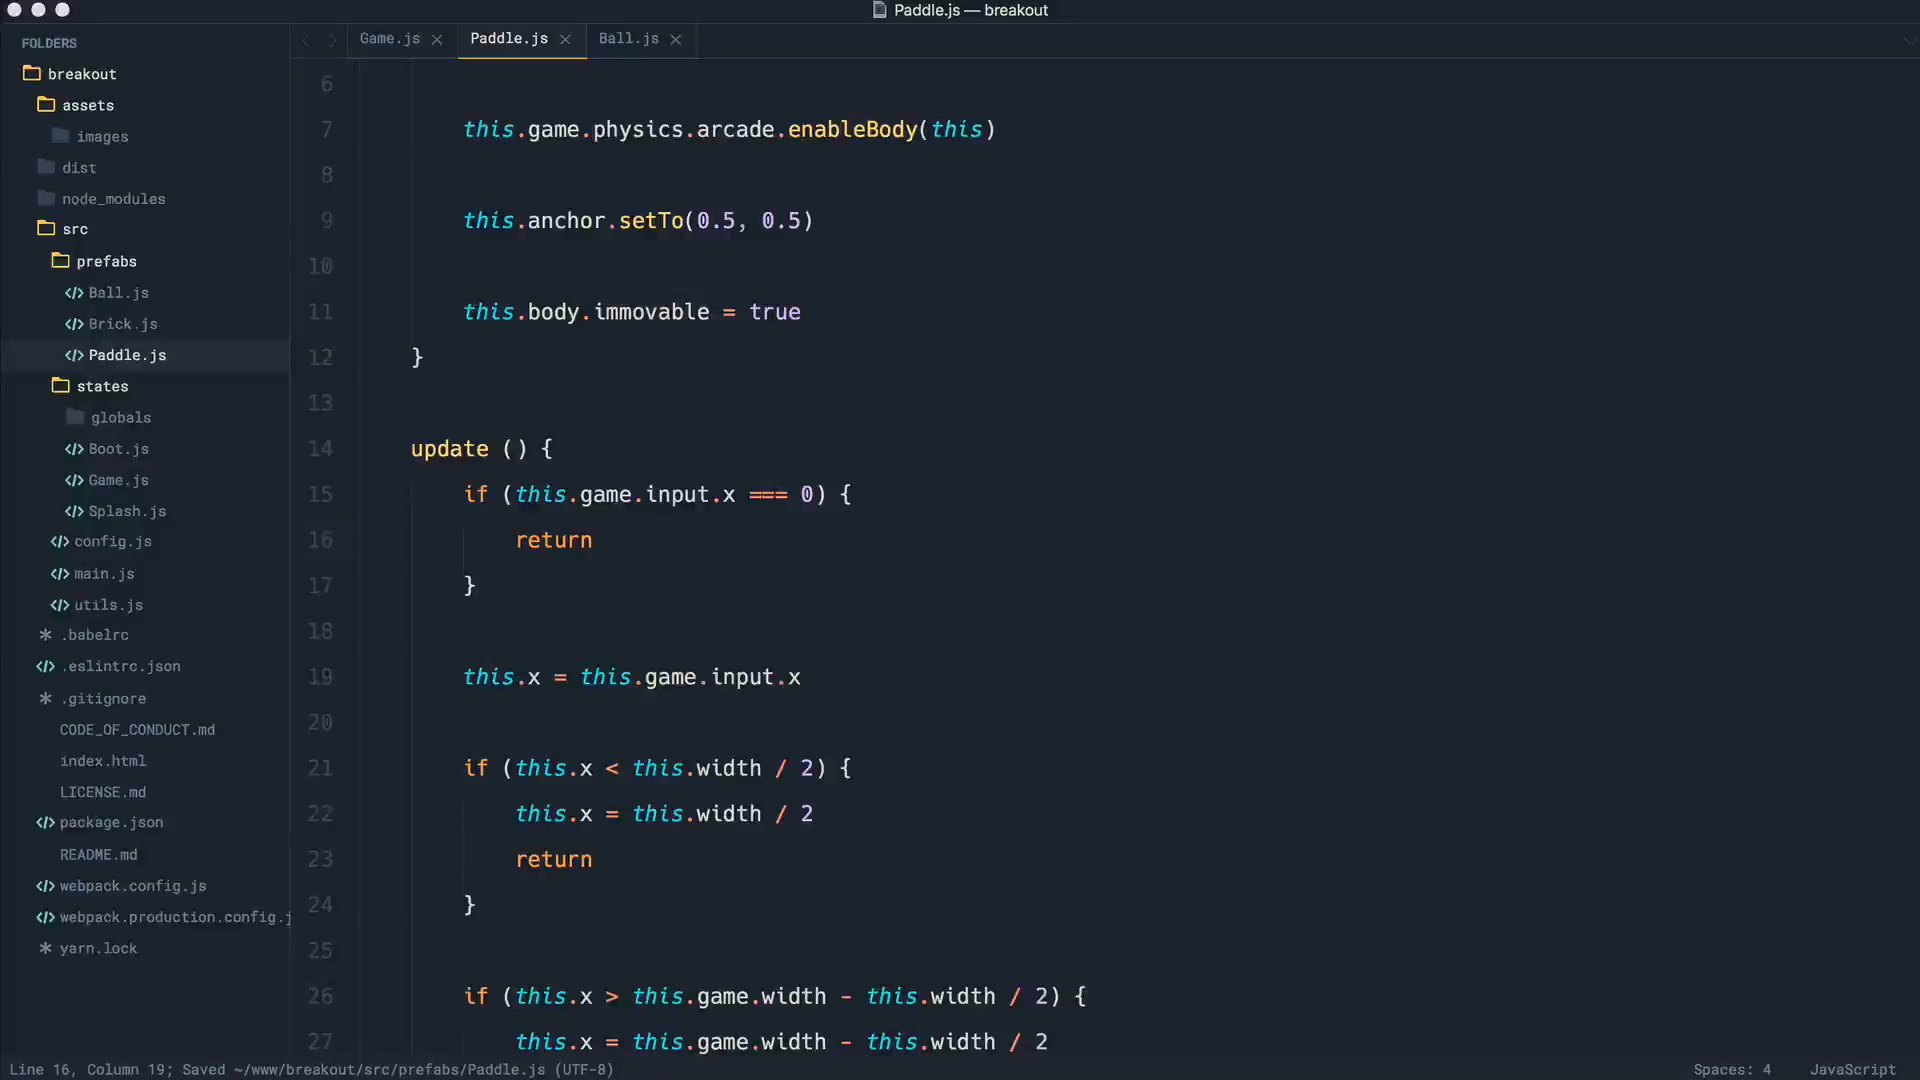 Paddle.js — breakout
FOLDERS
breakout
assets
images
dist
node_modules
src
prefabs
Ball.js
Brick.js
Paddle.js
states
globals
Boot.js
Game.js
Splash.js
config.js
main.js
utils.js
.babelrc
.eslintrc.json
.gitignore
CODE_OF_CONDUCT.md
index.html
LICENSE.md
package.json
README.md
webpack.config.js
webpack.production.config.j
yarn.lock
Game.js Paddle.js Ball.js
6
7 this.game.physics.arcade.enableBody(this)
8
9 this.anchor.setTo(0.5, 0.5)
10
11 this.body.immovable = true
12 }
13
14 update () {
15 if (this.game.input.x === 0) {
16 return
17 }
18
19 this.x = this.game.input.x
20
21 if (this.x < this.width / 2) {
22 this.x = this.width / 2
23 return
24 }
25
26 if (this.x > this.game.width - this.width / 2) {
27 this.x = this.game.width - this.width / 2
Line 16, Column 19; Saved ~/www/breakout/src/prefabs/Paddle.js (UTF-8)
Spaces: 4 JavaScript